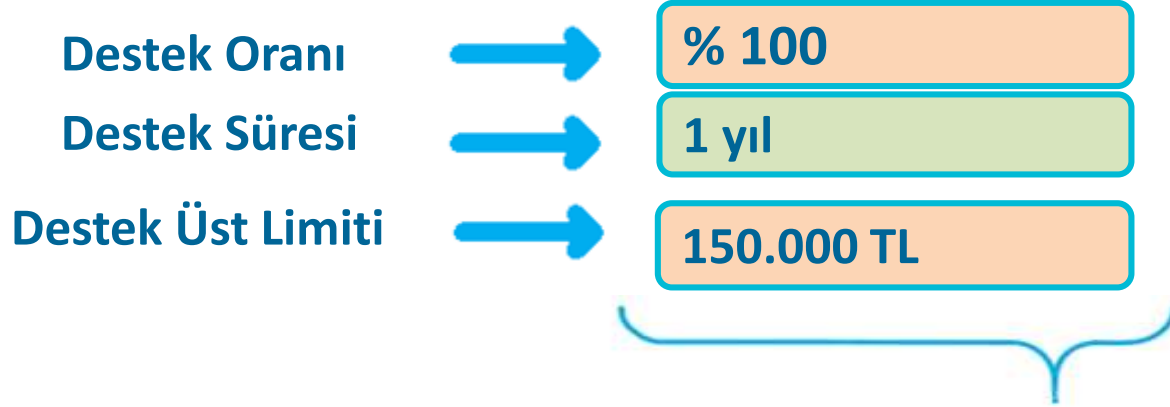 Destek Oranı % 100
Destek Süresi 1 yıl
Destek Üst Limiti 150.000 TL